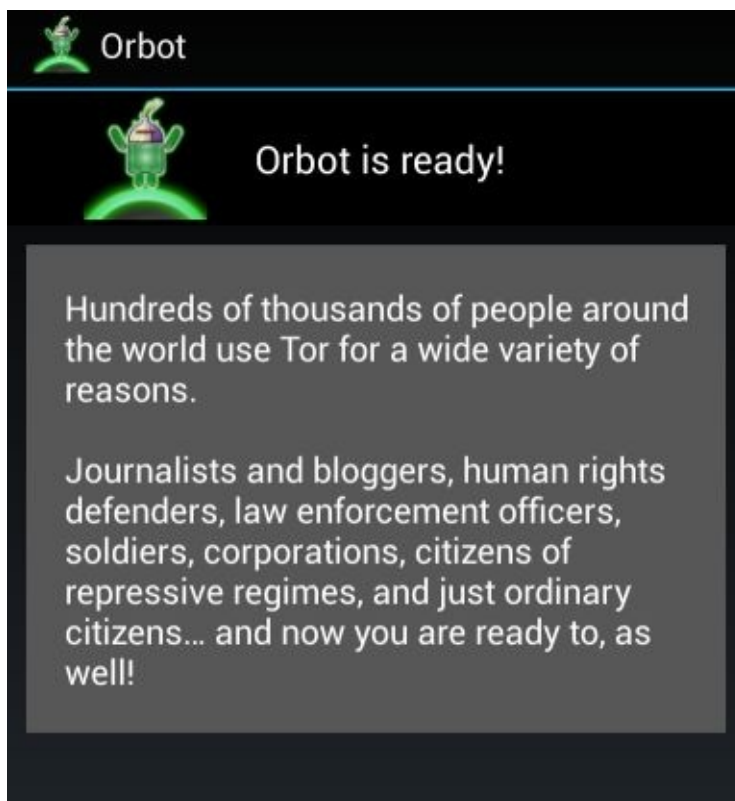 Orbot
Orbot is ready!
Hundreds of thousands of people around
the world use Tor for a wide variety of
reasons.
Journalists and bloggers, human rights
defenders, law enforcement officers,
soldiers, corporations, citizens of
repressive regimes, and just ordinary
citizens… and now you are ready to, as
well!